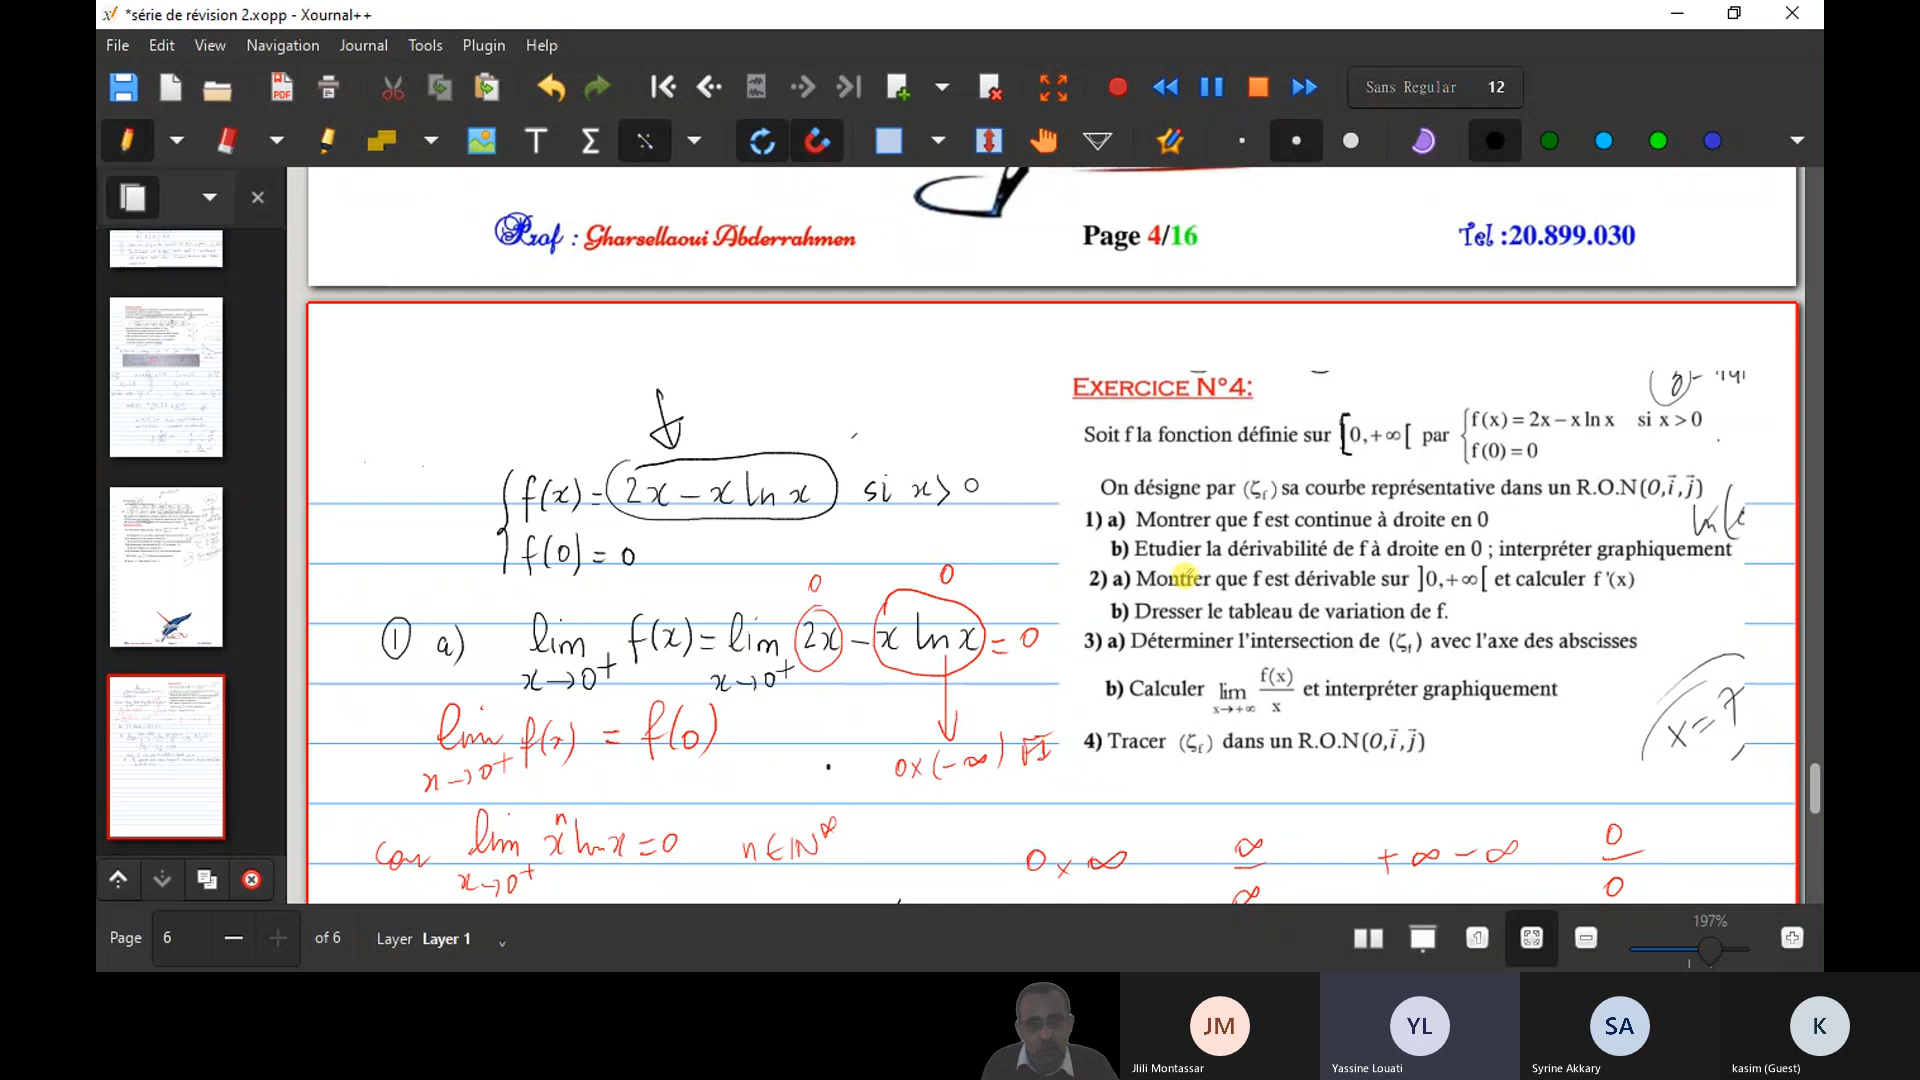 *série de révision 2.xopp - Xournal++
File Edit View Navigation Journal Tools Plugin Help
Sans Regular 12
Prof : Gharsellaoui Abderrahmen Page 4/16 Tel :20.899.030
EXERCICE N°4:
Soit f la fonction définie sur [0,+∞[ par { f(x) = 2x − x ln x si x > 0
f(0) = 0
On désigne par (ζf) sa courbe représentative dans un R.O.N(O,i⃗,j⃗)
1) a) Montrer que f est continue à droite en 0
b) Etudier la dérivabilité de f à droite en 0 ; interpréter graphiquement
2) a) Montrer que f est dérivable sur ]0,+∞[ et calculer f '(x)
b) Dresser le tableau de variation de f.
3) a) Déterminer l'intersection de (ζf) avec l'axe des abscisses
b) Calculer lim x→+∞ f(x)/x et interpréter graphiquement
4) Tracer (ζf) dans un R.O.N(O,i⃗,j⃗)
x = 7
{ f(x) = 2x − x ln x si x > 0
f(0) = 0
0 0
① a) lim x→0⁺ f(x) = lim x→0⁺ 2x − x ln x = 0
lim x→0⁺ f(x) = f(0) 0×(−∞) FI
car lim x→0⁺ xⁿ ln x = 0 n ∈ IN* 0 × ∞ ∞/∞ +∞ − ∞ 0/0
Page 6 of 6 Layer Layer 1 197%
JM YL SA K
Jlili Montassar Yassine Louati Syrine Akkary kasim (Guest)